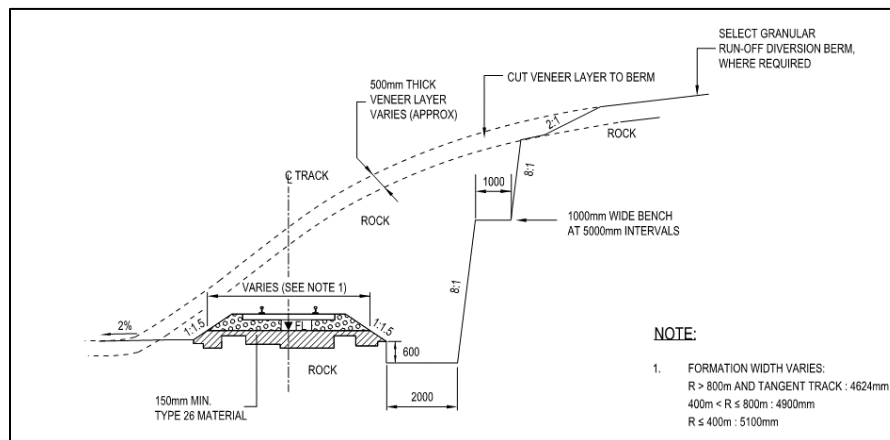 SELECT GRANULAR
RUN-OFF DIVERSION BERM,
WHERE REQUIRED
500mm THICK
VENEER LAYER
VARIES (APPROX)
CUT VENEER LAYER TO BERM
2:1
ROCK
8:1
℄ TRACK
1000
ROCK
1000mm WIDE BENCH
AT 5000mm INTERVALS
VARIES (SEE NOTE 1)
8:1
2%
1:1.5
FL
1:1.5
600
ROCK
2000
150mm MIN.
TYPE 26 MATERIAL
NOTE:
1. FORMATION WIDTH VARIES:
R > 800m AND TANGENT TRACK : 4624mm
400m < R ≤ 800m : 4900mm
R ≤ 400m : 5100mm